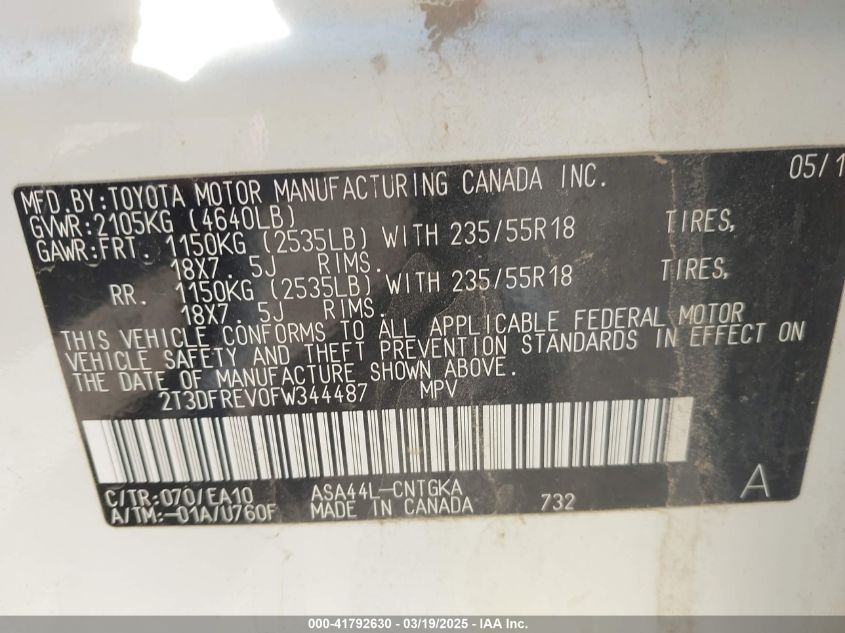 MFD.BY:TOYOTA MOTOR MANUFACTURING CANADA INC. 05/1
GVWR:2105KG (4640LB)
GAWR:FRT. 1150KG (2535LB) WITH 235/55R18 TIRES,
18X7. 5J RIMS.
RR. 1150KG (2535LB) WITH 235/55R18 TIRES,
18X7. 5J RIMS.
THIS VEHICLE CONFORMS TO ALL APPLICABLE FEDERAL MOTOR
VEHICLE SAFETY AND THEFT PREVENTION STANDARDS IN EFFECT ON
THE DATE OF MANUFACTURE SHOWN ABOVE.
2T3DFREV0FW344487 MPV
C/TR:070/EA10 ASA44L-CNTGKA A
A/TM:-01A/U760F MADE IN CANADA 732
000-41792630 - 03/19/2025 - IAA Inc.